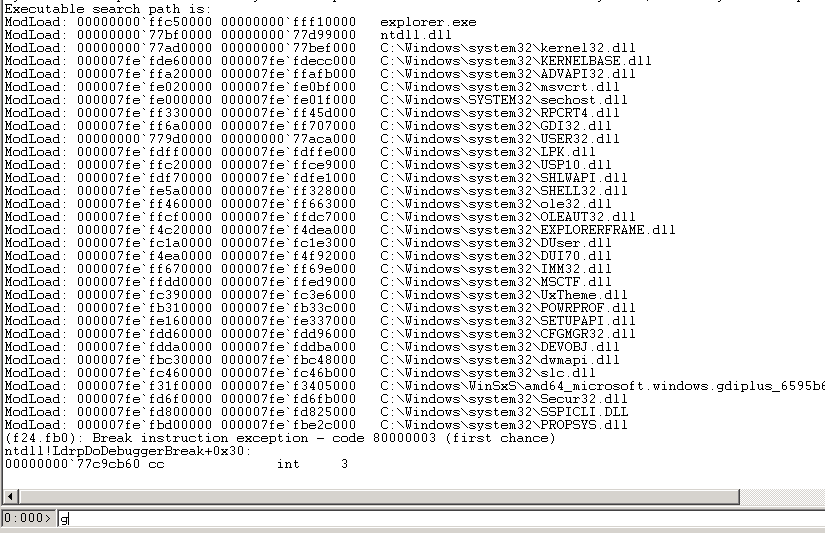 Executable search path is:
ModLoad: 00000000`ffc50000 00000000`fff10000   explorer.exe
ModLoad: 00000000`77bf0000 00000000`77d99000   ntdll.dll
ModLoad: 00000000`77ad0000 00000000`77bef000   C:\Windows\system32\kernel32.dll
ModLoad: 000007fe`fde60000 000007fe`fdecc000   C:\Windows\system32\KERNELBASE.dll
ModLoad: 000007fe`ffa20000 000007fe`ffafb000   C:\Windows\system32\ADVAPI32.dll
ModLoad: 000007fe`fe020000 000007fe`fe0bf000   C:\Windows\system32\msvcrt.dll
ModLoad: 000007fe`fe000000 000007fe`fe01f000   C:\Windows\SYSTEM32\sechost.dll
ModLoad: 000007fe`ff330000 000007fe`ff45d000   C:\Windows\system32\RPCRT4.dll
ModLoad: 000007fe`ff6a0000 000007fe`ff707000   C:\Windows\system32\GDI32.dll
ModLoad: 00000000`779d0000 00000000`77aca000   C:\Windows\system32\USER32.dll
ModLoad: 000007fe`fdff0000 000007fe`fdffe000   C:\Windows\system32\LPK.dll
ModLoad: 000007fe`ffc20000 000007fe`ffce9000   C:\Windows\system32\USP10.dll
ModLoad: 000007fe`fdf70000 000007fe`fdfe1000   C:\Windows\system32\SHLWAPI.dll
ModLoad: 000007fe`fe5a0000 000007fe`ff328000   C:\Windows\system32\SHELL32.dll
ModLoad: 000007fe`ff460000 000007fe`ff663000   C:\Windows\system32\ole32.dll
ModLoad: 000007fe`ffcf0000 000007fe`ffdc7000   C:\Windows\system32\OLEAUT32.dll
ModLoad: 000007fe`f4c20000 000007fe`f4dea000   C:\Windows\system32\EXPLORERFRAME.dll
ModLoad: 000007fe`fc1a0000 000007fe`fc1e3000   C:\Windows\system32\DUser.dll
ModLoad: 000007fe`f4ea0000 000007fe`f4f92000   C:\Windows\system32\DUI70.dll
ModLoad: 000007fe`ff670000 000007fe`ff69e000   C:\Windows\system32\IMM32.dll
ModLoad: 000007fe`ffdd0000 000007fe`ffed9000   C:\Windows\system32\MSCTF.dll
ModLoad: 000007fe`fc390000 000007fe`fc3e6000   C:\Windows\system32\UxTheme.dll
ModLoad: 000007fe`fb310000 000007fe`fb33c000   C:\Windows\system32\POWRPROF.dll
ModLoad: 000007fe`fe160000 000007fe`fe337000   C:\Windows\system32\SETUPAPI.dll
ModLoad: 000007fe`fdd60000 000007fe`fdd96000   C:\Windows\system32\CFGMGR32.dll
ModLoad: 000007fe`fdda0000 000007fe`fddba000   C:\Windows\system32\DEVOBJ.dll
ModLoad: 000007fe`fbc30000 000007fe`fbc48000   C:\Windows\system32\dwmapi.dll
ModLoad: 000007fe`fc460000 000007fe`fc46b000   C:\Windows\system32\slc.dll
ModLoad: 000007fe`f31f0000 000007fe`f3405000   C:\Windows\WinSxS\amd64_microsoft.windows.gdiplus_6595b6
ModLoad: 000007fe`fd6f0000 000007fe`fd6fb000   C:\Windows\system32\Secur32.dll
ModLoad: 000007fe`fd800000 000007fe`fd825000   C:\Windows\system32\SSPICLI.DLL
ModLoad: 000007fe`fbd00000 000007fe`fbe2c000   C:\Windows\system32\PROPSYS.dll
(f24.fb0): Break instruction exception - code 80000003 (first chance)
ntdll!LdrpDoDebuggerBreak+0x30:
00000000`77c9cb60 cc              int     3
0:000> g